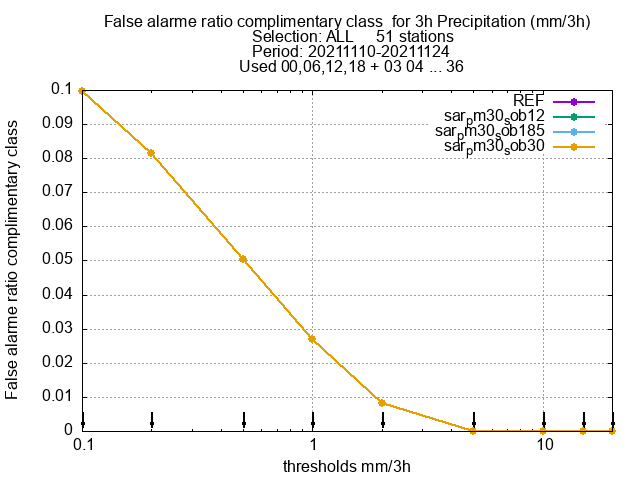 False alarme ratio complimentary class  for 3h Precipitation (mm/3h)
Selection: ALL     51 stations
Period: 20211110-20211124
Used 00,06,12,18 + 03 04 ... 36
REF
sar_pm30_sob12
sar_pm30_sob185
sar_pm30_sob30
False alarme ratio complimentary class
0.1
0.09
0.08
0.07
0.06
0.05
0.04
0.03
0.02
0.01
0
0.1 1 10
thresholds mm/3h